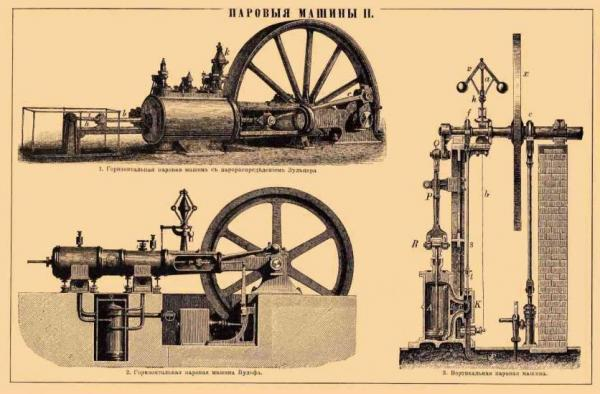 ПАРОВЫЯ МАШИНЫ II.
k
b
h
c
1. Горизонтальная паровая машина съ парораспредѣленіемъ Зульцера
2. Горизонтальная паровая машина Вульфа.
v
a
x
h
f
c
P
b
R
3
A
K
3. Вертикальная паровая машина.